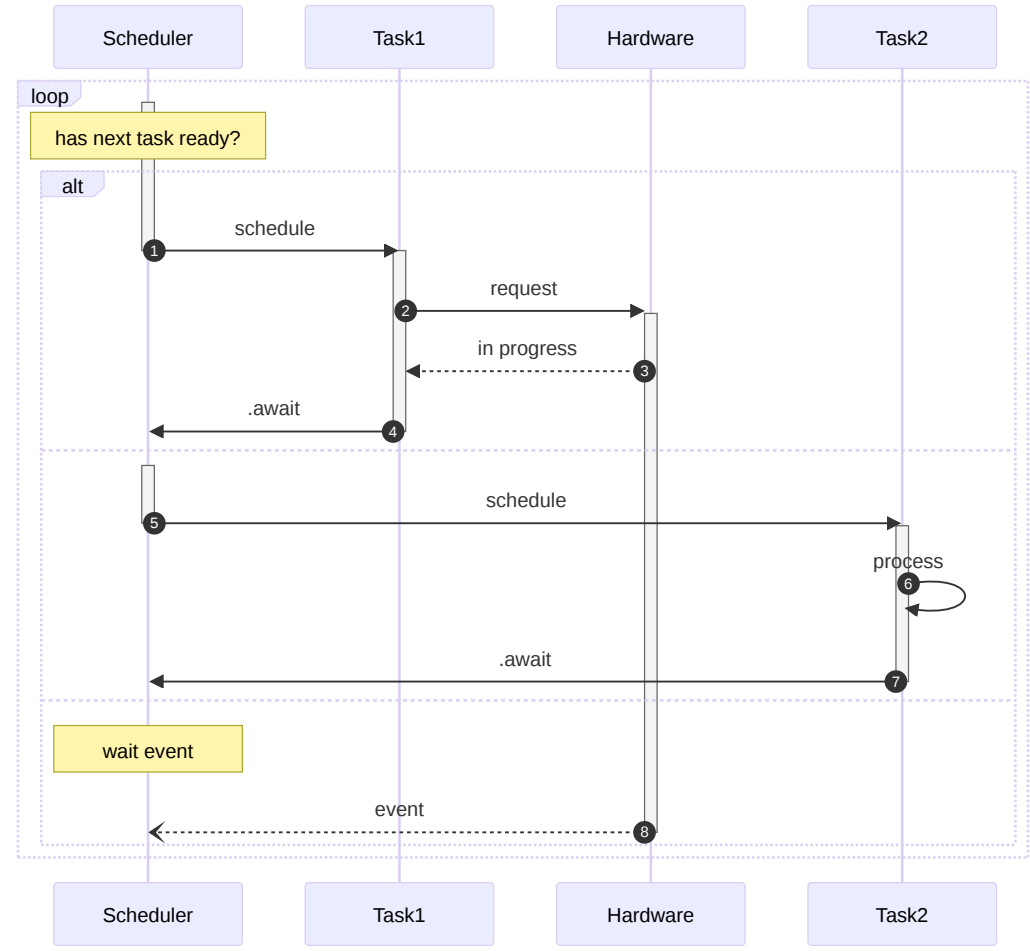 Scheduler
Task1
Hardware
Task2
loop
has next task ready?
alt
schedule
1
request
2
in progress
3
.await
4
schedule
5
process
6
.await
7
wait event
event
8
Scheduler
Task1
Hardware
Task2